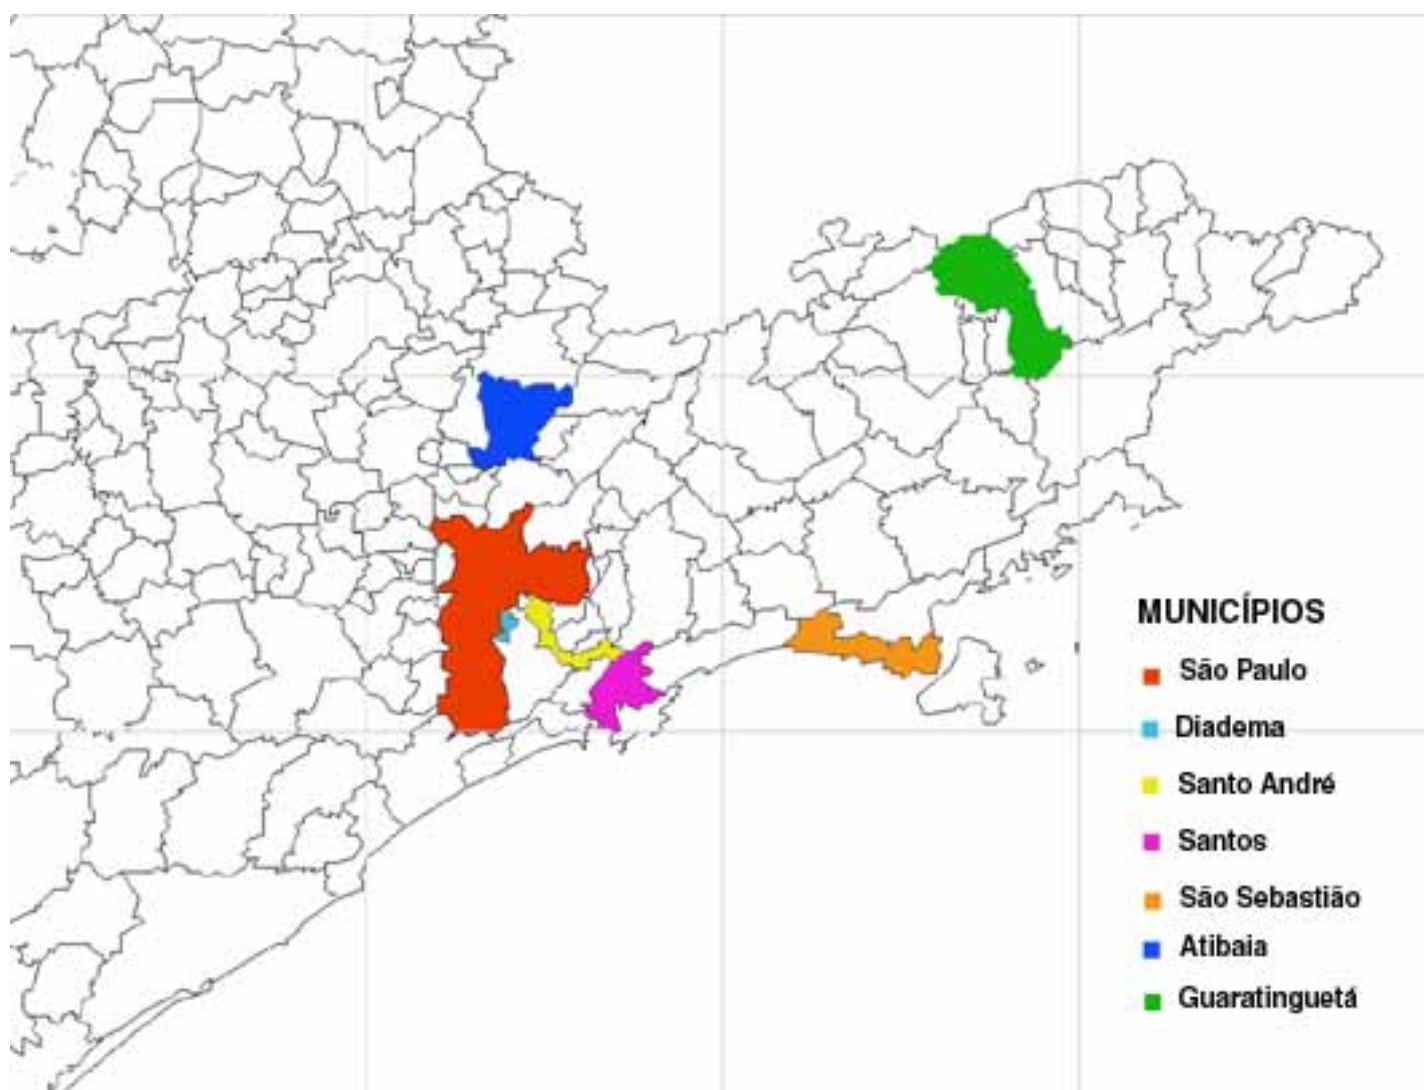 MUNICÍPIOS
São Paulo
Diadema
Santo André
Santos
São Sebastião
Atibaia
Guaratinguetá